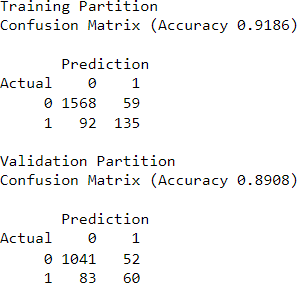 Training Partition
Confusion Matrix (Accuracy 0.9186)
Prediction
Actual 0 1
0 1568 59
1 92 135
Validation Partition
Confusion Matrix (Accuracy 0.8908)
Prediction
Actual 0 1
0 1041 52
1 83 60